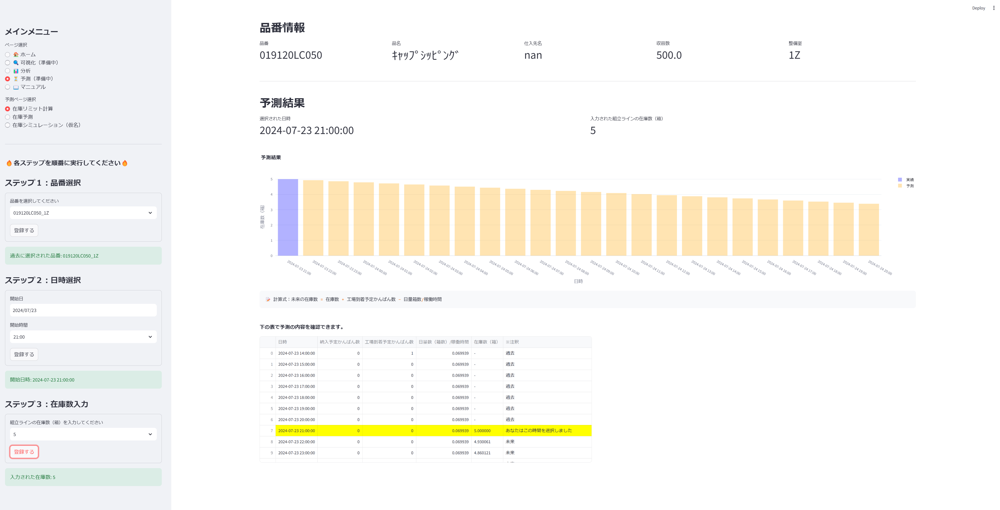 Deploy
メインメニュー
ページ選択
🏠 ホーム
🔍 可視化（準備中）
📊 分析
⏳ 予測（準備中）
📖 マニュアル
予測ページ選択
在庫リミット計算
在庫予測
在庫シミュレーション（仮名）
🔥各ステップを順番に実行してください🔥
ステップ１：品番選択
品番を選択してください
019120LC050_1Z
登録する
過去に選択された品番: 019120LC050_1Z
ステップ２：日時選択
開始日
2024/07/23
開始時間
21:00
登録する
開始日時: 2024-07-23 21:00:00
ステップ３：在庫数入力
組立ラインの在庫数（箱）を入力してください
5
登録する
入力された在庫数: 5
品番情報
品番 品名 仕入先名 収容数 整備室
019120LC050 ｷｬｯﾌﾟｼｯﾋﾟﾝｸﾞ nan 500.0 1Z
予測結果
選択された日時 入力された組立ラインの在庫数（箱）
2024-07-23 21:00:00 5
予測結果
実績
予測
在庫数（箱）
5
4
3
2
1
0
2024-07-23 21:00 2024-07-23 22:00 2024-07-23 23:00 2024-07-24 00:00 2024-07-24 01:00 2024-07-24 02:00 2024-07-24 03:00 2024-07-24 04:00 2024-07-24 05:00 2024-07-24 06:00 2024-07-24 07:00 2024-07-24 08:00 2024-07-24 09:00 2024-07-24 10:00 2024-07-24 11:00 2024-07-24 12:00 2024-07-24 13:00 2024-07-24 14:00 2024-07-24 15:00 2024-07-24 16:00 2024-07-24 17:00 2024-07-24 18:00 2024-07-24 19:00 2024-07-24 20:00
日時
📝 計算式：未来の在庫数 = 在庫数 + 工場到着予定かんばん数 - 日量箱数/稼働時間
下の表で予測の内容を確認できます。
日時 納入予定かんばん数 工場到着予定かんばん数 日量数（箱数）/稼働時間 在庫数（箱） ※注釈
0 2024-07-23 14:00:00 0 1 0.069939 - 過去
1 2024-07-23 15:00:00 0 0 0.069939 - 過去
2 2024-07-23 16:00:00 0 0 0.069939 - 過去
3 2024-07-23 17:00:00 0 0 0.069939 - 過去
4 2024-07-23 18:00:00 0 0 0.069939 - 過去
5 2024-07-23 19:00:00 0 0 0.069939 - 過去
6 2024-07-23 20:00:00 0 0 0.069939 - 過去
7 2024-07-23 21:00:00 0 0 0.069939 5.000000 あなたはこの時間を選択しました
8 2024-07-23 22:00:00 0 0 0.069939 4.930061 未来
9 2024-07-23 23:00:00 0 0 0.069939 4.860121 未来